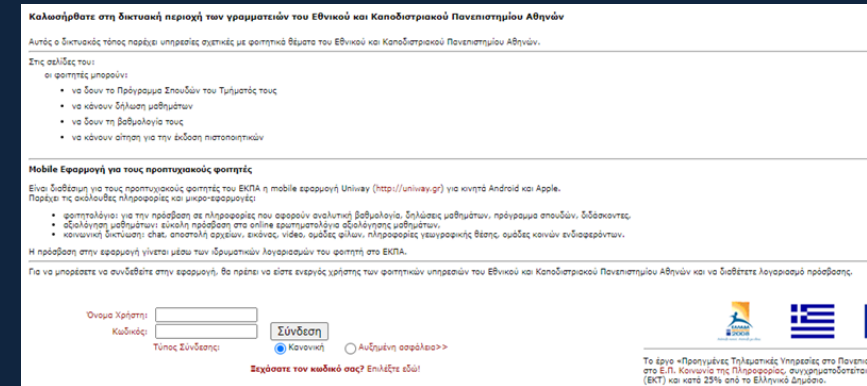 Καλωσήρθατε στη δικτυακή περιοχή των γραμματειών του Εθνικού και Καποδιστριακού Πανεπιστημίου Αθηνών
Αυτός ο δικτυακός τόπος παρέχει υπηρεσίες σχετικές με φοιτητικά θέματα του Εθνικού και Καποδιστριακού Πανεπιστημίου Αθηνών.
Στις σελίδες του:
οι φοιτητές μπορούν:
• να δουν το Πρόγραμμα Σπουδών του Τμήματός τους
• να κάνουν δήλωση μαθημάτων
• να δουν τη βαθμολογία τους
• να κάνουν αίτηση για την έκδοση πιστοποιητικών
Mobile Εφαρμογή για τους προπτυχιακούς φοιτητές
Είναι διαθέσιμη για τους προπτυχιακούς φοιτητές του ΕΚΠΑ η mobile εφαρμογή Uniway (http://uniway.gr) για κινητά Android και Apple.
Παρέχει τις ακόλουθες πληροφορίες και μικρο-εφαρμογές:
• φοιτητολόγιο: για την πρόσβαση σε πληροφορίες που αφορούν αναλυτική βαθμολογία, δηλώσεις μαθημάτων, πρόγραμμα σπουδών, διδάσκοντες,
• αξιολόγηση μαθημάτων: εύκολη πρόσβαση στα online ερωτηματολόγια αξιολόγησης μαθημάτων,
• κοινωνική δικτύωση: chat, αποστολή αρχείων, εικόνας, video, ομάδες φίλων, πληροφορίες γεωγραφικής θέσης, ομάδες κοινών ενδιαφερόντων.
Η πρόσβαση στην εφαρμογή γίνεται μέσω των ιδρυματικών λογαριασμών του φοιτητή στο ΕΚΠΑ.
Για να μπορέσετε να συνδεθείτε στην εφαρμογή, θα πρέπει να είστε ενεργός χρήστης των φοιτητικών υπηρεσιών του Εθνικού και Καποδιστριακού Πανεπιστημίου Αθηνών και να διαθέτετε λογαριασμό πρόσβασης.
Όνομα Χρήστη:
Κωδικός: Σύνδεση
Τύπος Σύνδεσης: Κανονική Αυξημένη ασφάλεια>>
Ξεχάσατε τον κωδικό σας? Επιλέξτε εδώ!
Το έργο «Προηγμένες Τηλεματικές Υπηρεσίες στο
στο Ε.Π. Κοινωνία της Πληροφορίας, συγχρηματοδοτείται
(ΕΚΤ) και κατά 25% από το Ελληνικό Δημόσιο.